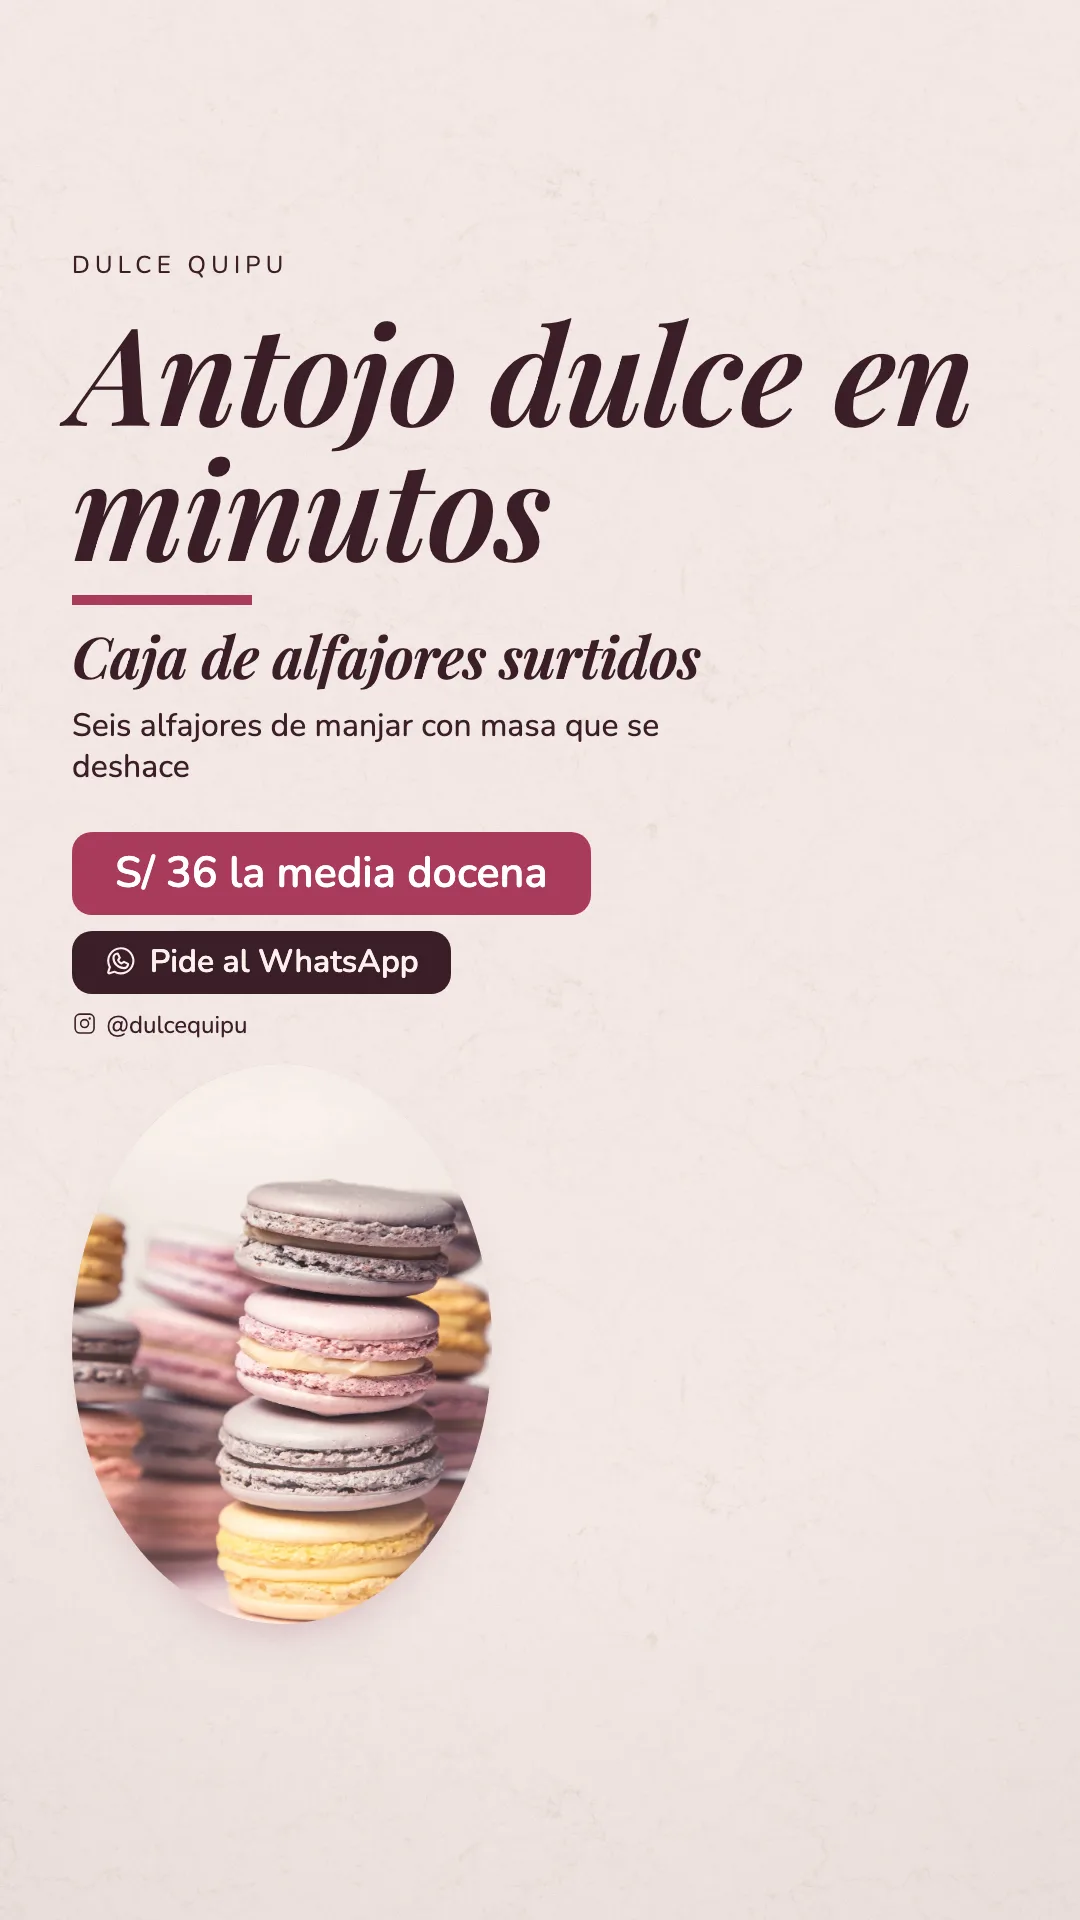 DULCE QUIPU
Antojo dulce en
minutos
Caja de alfajores surtidos
Seis alfajores de manjar con masa que se
deshace
S/ 36 la media docena
Pide al WhatsApp
@dulcequipu